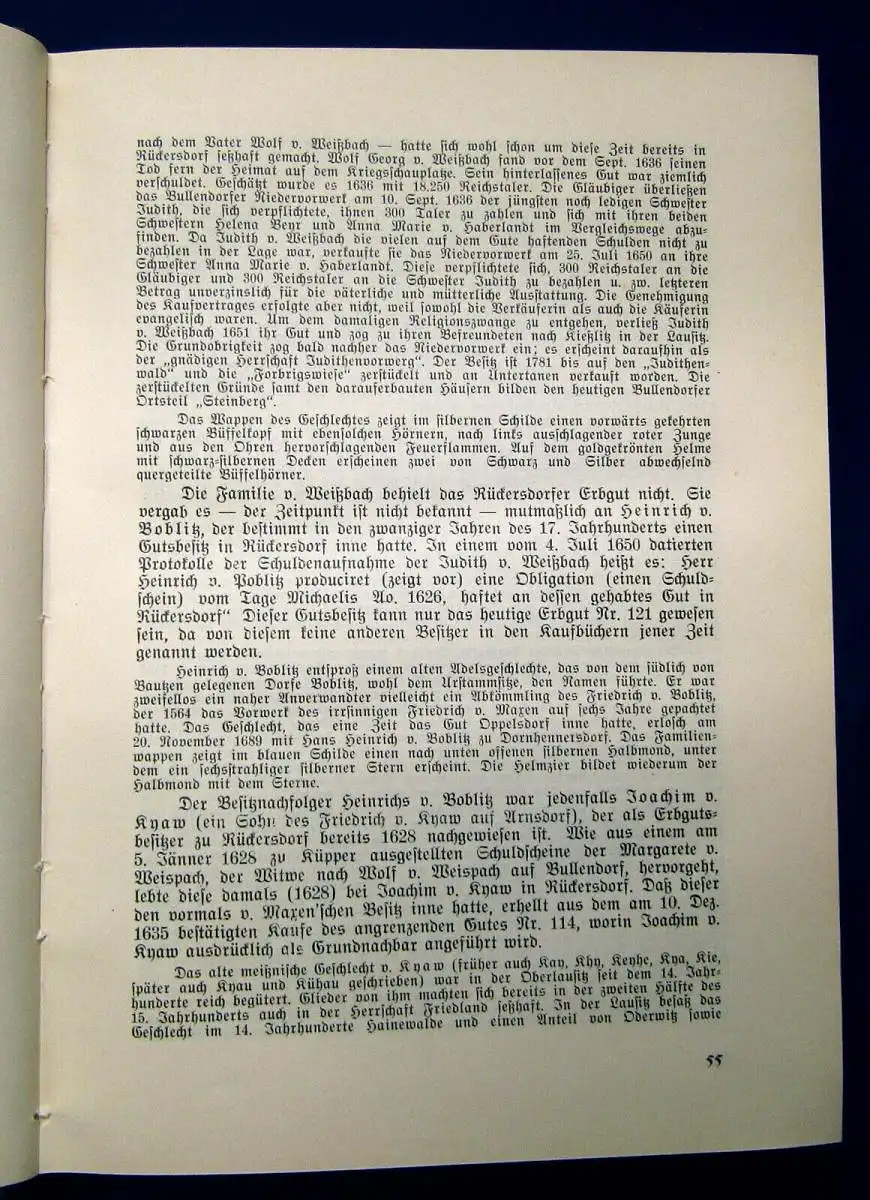 nach dem Vater Wolf v. Weißbach — hatte sich wohl schon um diese Zeit bereits in
Rückersdorf seßhaft gemacht. Wolf Georg v. Weißbach fand vor dem Sept. 1636 seinen
Tod fern der Heimat auf dem Kriegsschauplatze. Sein hinterlassenes Gut war ziemlich
verschuldet. Geschätzt wurde es 1636 mit 18.250 Reichstaler. Die Gläubiger überließen
das Bullendorfer Niedervorwerk am 10. Sept. 1636 der jüngsten noch ledigen Schwester
Judith, die sich verpflichtete, ihnen 300 Taler zu zahlen und sich mit ihren beiden
Schwestern Helena Beyr und Anna Marie v. Haberlandt im Vergleichswege abzu-
finden. Da Judith v. Weißbach die vielen auf dem Gute haftenden Schulden nicht zu
bezahlen in der Lage war, verkaufte sie das Niedervorwerk am 25. Juli 1650 an ihre
Schwester Anna Marie v. Haberlandt. Diese verpflichtete sich, 300 Reichstaler an die
Gläubiger und 300 Reichstaler an die Schwester Judith zu bezahlen u. zw. letzteren
Betrag unverzinslich für die väterliche und mütterliche Ausstattung. Die Genehmigung
des Kaufvertrages erfolgte aber nicht, weil sowohl die Verkäuferin als auch die Käuferin
evangelisch waren. Um dem damaligen Religionszwange zu entgehen, verließ Judith
v. Weißbach 1651 ihr Gut und zog zu ihren Befreundeten nach Kießlitz in der Lausitz.
Die Grundobrigkeit zog bald nachher das Niedervorwerk ein; es erscheint daraufhin als
der „gnädigen Herrschaft Judithenvorwerg“. Der Besitz ist 1781 bis auf den „Judithen-
wald“ und die „Forbrigswiese“ zerstückelt und an Untertanen verkauft worden. Die
zerstückelten Gründe samt den darauferbauten Häusern bilden den heutigen Bullendorfer
Ortsteil „Steinberg“.
Das Wappen des Geschlechtes zeigt im silbernen Schilde einen vorwärts gekehrten
schwarzen Büffelkopf mit ebensolchen Hörnern, nach links ausschlagender roter Zunge
und aus den Ohren hervorschlagenden Feuerflammen. Auf dem goldgekrönten Helme
mit schwarz-silbernen Decken erscheinen zwei von Schwarz und Silber abwechselnd
quergeteilte Büffelhörner.
Die Familie v. Weißbach behielt das Rückersdorfer Erbgut nicht. Sie
vergab es — der Zeitpunkt ist nicht bekannt — mutmaßlich an Heinrich v.
Boblitz, der bestimmt in den zwanziger Jahren des 17. Jahrhunderts einen
Gutsbesitz in Rückersdorf inne hatte. In einem vom 4. Juli 1650 datierten
Protokolle der Schuldenaufnahme der Judith v. Weißbach heißt es: Herr
Heinrich v. Poblitz produciret (zeigt vor) eine Obligation (einen Schuld-
schein) vom Tage Michaelis Ao. 1626, haftet an dessen gehabtes Gut in
Rückersdorf“ Dieser Gutsbesitz kann nur das heutige Erbgut Nr. 121 gewesen
sein, da von diesem keine anderen Besitzer in den Kaufbüchern jener Zeit
genannt werden.
Heinrich v. Boblitz entsproß einem alten Adelsgeschlechte, das von dem südlich von
Bautzen gelegenen Dorfe Boblitz, wohl dem Urstammsitze, den Namen führte. Er war
zweifellos ein naher Anverwandter vielleicht ein Abkömmling des Friedrich v. Boblitz,
der 1564 das Vorwerk des irrsinnigen Friedrich v. Maxen auf sechs Jahre gepachtet
hatte. Das Geschlecht, das eine Zeit das Gut Oppelsdorf inne hatte, erlosch am
20. November 1689 mit Hans Heinrich v. Boblitz zu Dornhennersdorf. Das Familien-
wappen zeigt im blauen Schilde einen nach unten offenen silbernen Halbmond, unter
dem ein sechsstrahliger silberner Stern erscheint. Die Helmzier bildet wiederum der
Halbmond mit dem Sterne.
Der Besitznachfolger Heinrichs v. Boblitz war jedenfalls Joachim v.
Kyaw (ein Sohn des Friedrich v. Kyaw auf Arnsdorf), der als Erbguts-
besitzer zu Rückersdorf bereits 1628 nachgewiesen ist. Wie aus einem am
5. Jänner 1628 zu Küpper ausgestellten Schuldscheine der Margarete v.
Weispach, der Witwe nach Wolf v. Weispach auf Bullendorf, hervorgeht,
lebte diese damals (1628) bei Joachim v. Kyaw in Rückersdorf. Daß dieser
den vormals v. Maxen'schen Besitz inne hatte, erhellt aus dem am 10. Dez.
1635 bestätigten Kaufe des angrenzenden Gutes Nr. 114, worin Joachim v.
Kyaw ausdrücklich als Grundnachbar angeführt wird.
Das alte meißnische Geschlecht v. Kyaw (früher auch Kay, Khy, Keyhe, Kya, Kie,
später auch Kyau und Kühau geschrieben) war in der Oberlausitz seit dem 14. Jahr-
hunderte reich begütert. Glieder von ihm machten sich bereits in der zweiten Hälfte des
15. Jahrhunderts auch in der Herrschaft Friedland seßhaft. In der Lausitz besaß das
Geschlecht im 14. Jahrhunderte Hainewalde und einen Anteil von Oderwitz sowie
55